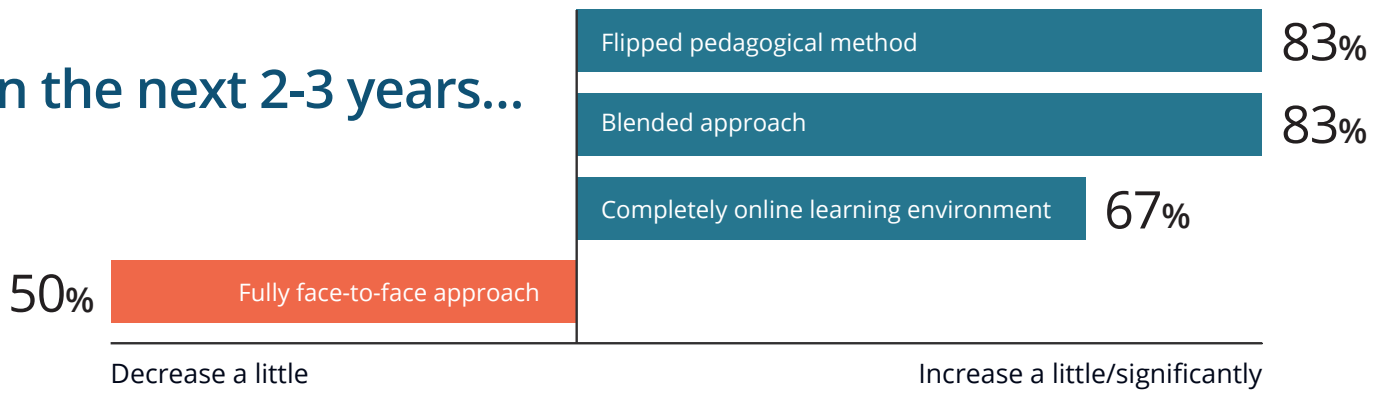 n the next 2-3 years...
Flipped pedagogical method 83%
Blended approach 83%
Completely online learning environment 67%
50% Fully face-to-face approach
Decrease a little Increase a little/significantly